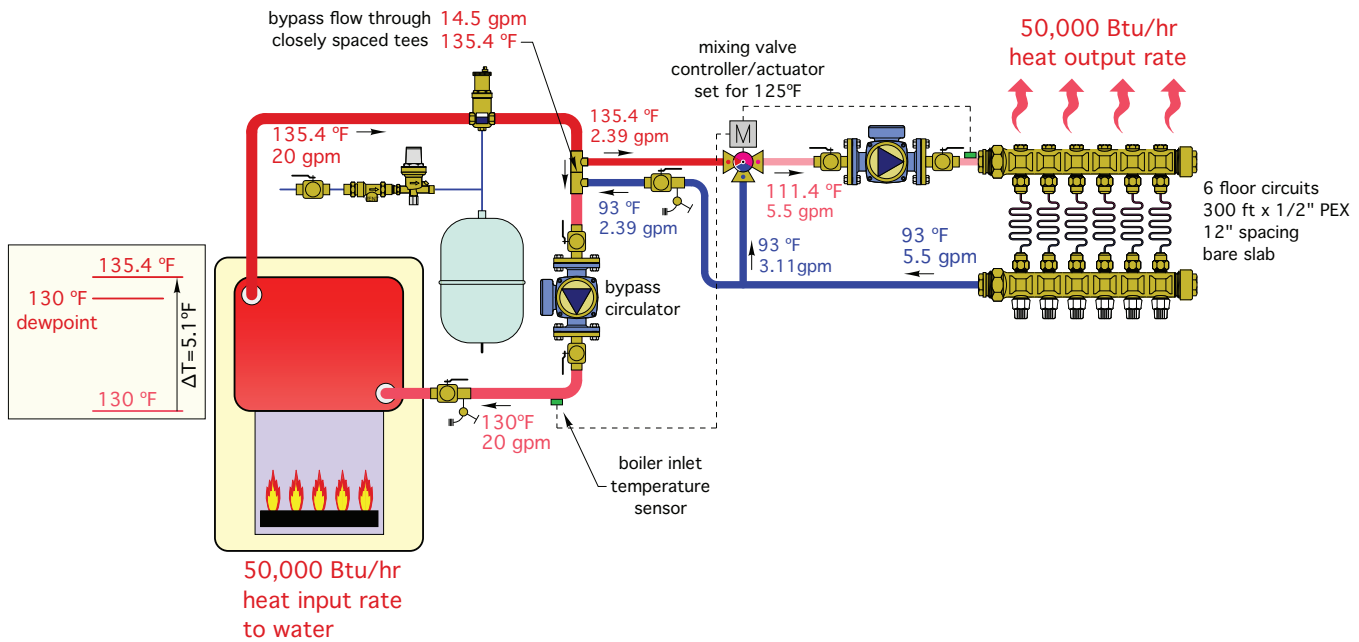 bypass flow through
closely spaced tees
14.5 gpm
135.4 ºF
mixing valve
controller/actuator
set for 125ºF
50,000 Btu/hr
heat output rate
135.4 ºF
20 gpm
135.4 ºF
2.39 gpm
M
111.4 ºF
5.5 gpm
93 ºF
2.39 gpm
93 ºF
3.11gpm
93 ºF
5.5 gpm
6 floor circuits
300 ft x 1/2" PEX
12" spacing
bare slab
135.4 ºF
130 ºF
dewpoint
ΔT=5.1ºF
130 ºF
bypass
circulator
130ºF
20 gpm
boiler inlet
temperature
sensor
50,000 Btu/hr
heat input rate
to water